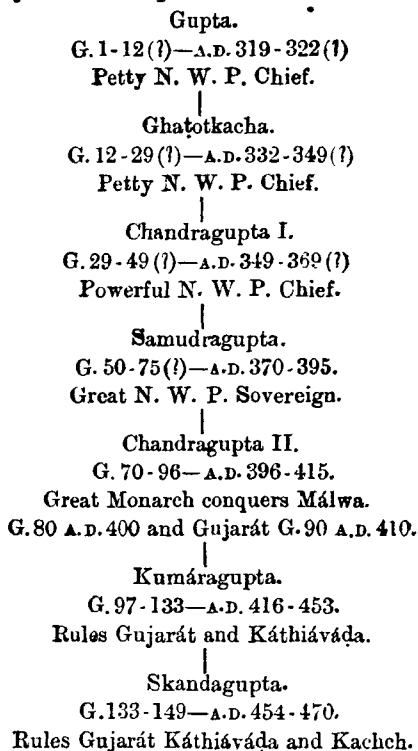 Gupta.
G. 1-12 (?)—A.D. 319-322(?)
Petty N. W. P. Chief.
Ghaṭotkacha.
G. 12-29 (?)—A.D. 332-349(?)
Petty N. W. P. Chief.
Chandragupta I.
G. 29-49 (?)—A.D. 349-369 (?)
Powerful N. W. P. Chief.
Samudragupta.
G. 50-75(?)—A.D. 370-395.
Great N. W. P. Sovereign.
Chandragupta II.
G. 70-96—A.D. 396-415.
Great Monarch conquers Málwa.
G. 80 A.D. 400 and Gujarát G. 90 A.D. 410.
Kumáragupta.
G. 97-133—A.D. 416-453.
Rules Gujarát and Káthiáváḍa.
Skandagupta.
G. 133-149—A.D. 454-470.
Rules Gujarát Káthiáváḍa and Kachch.